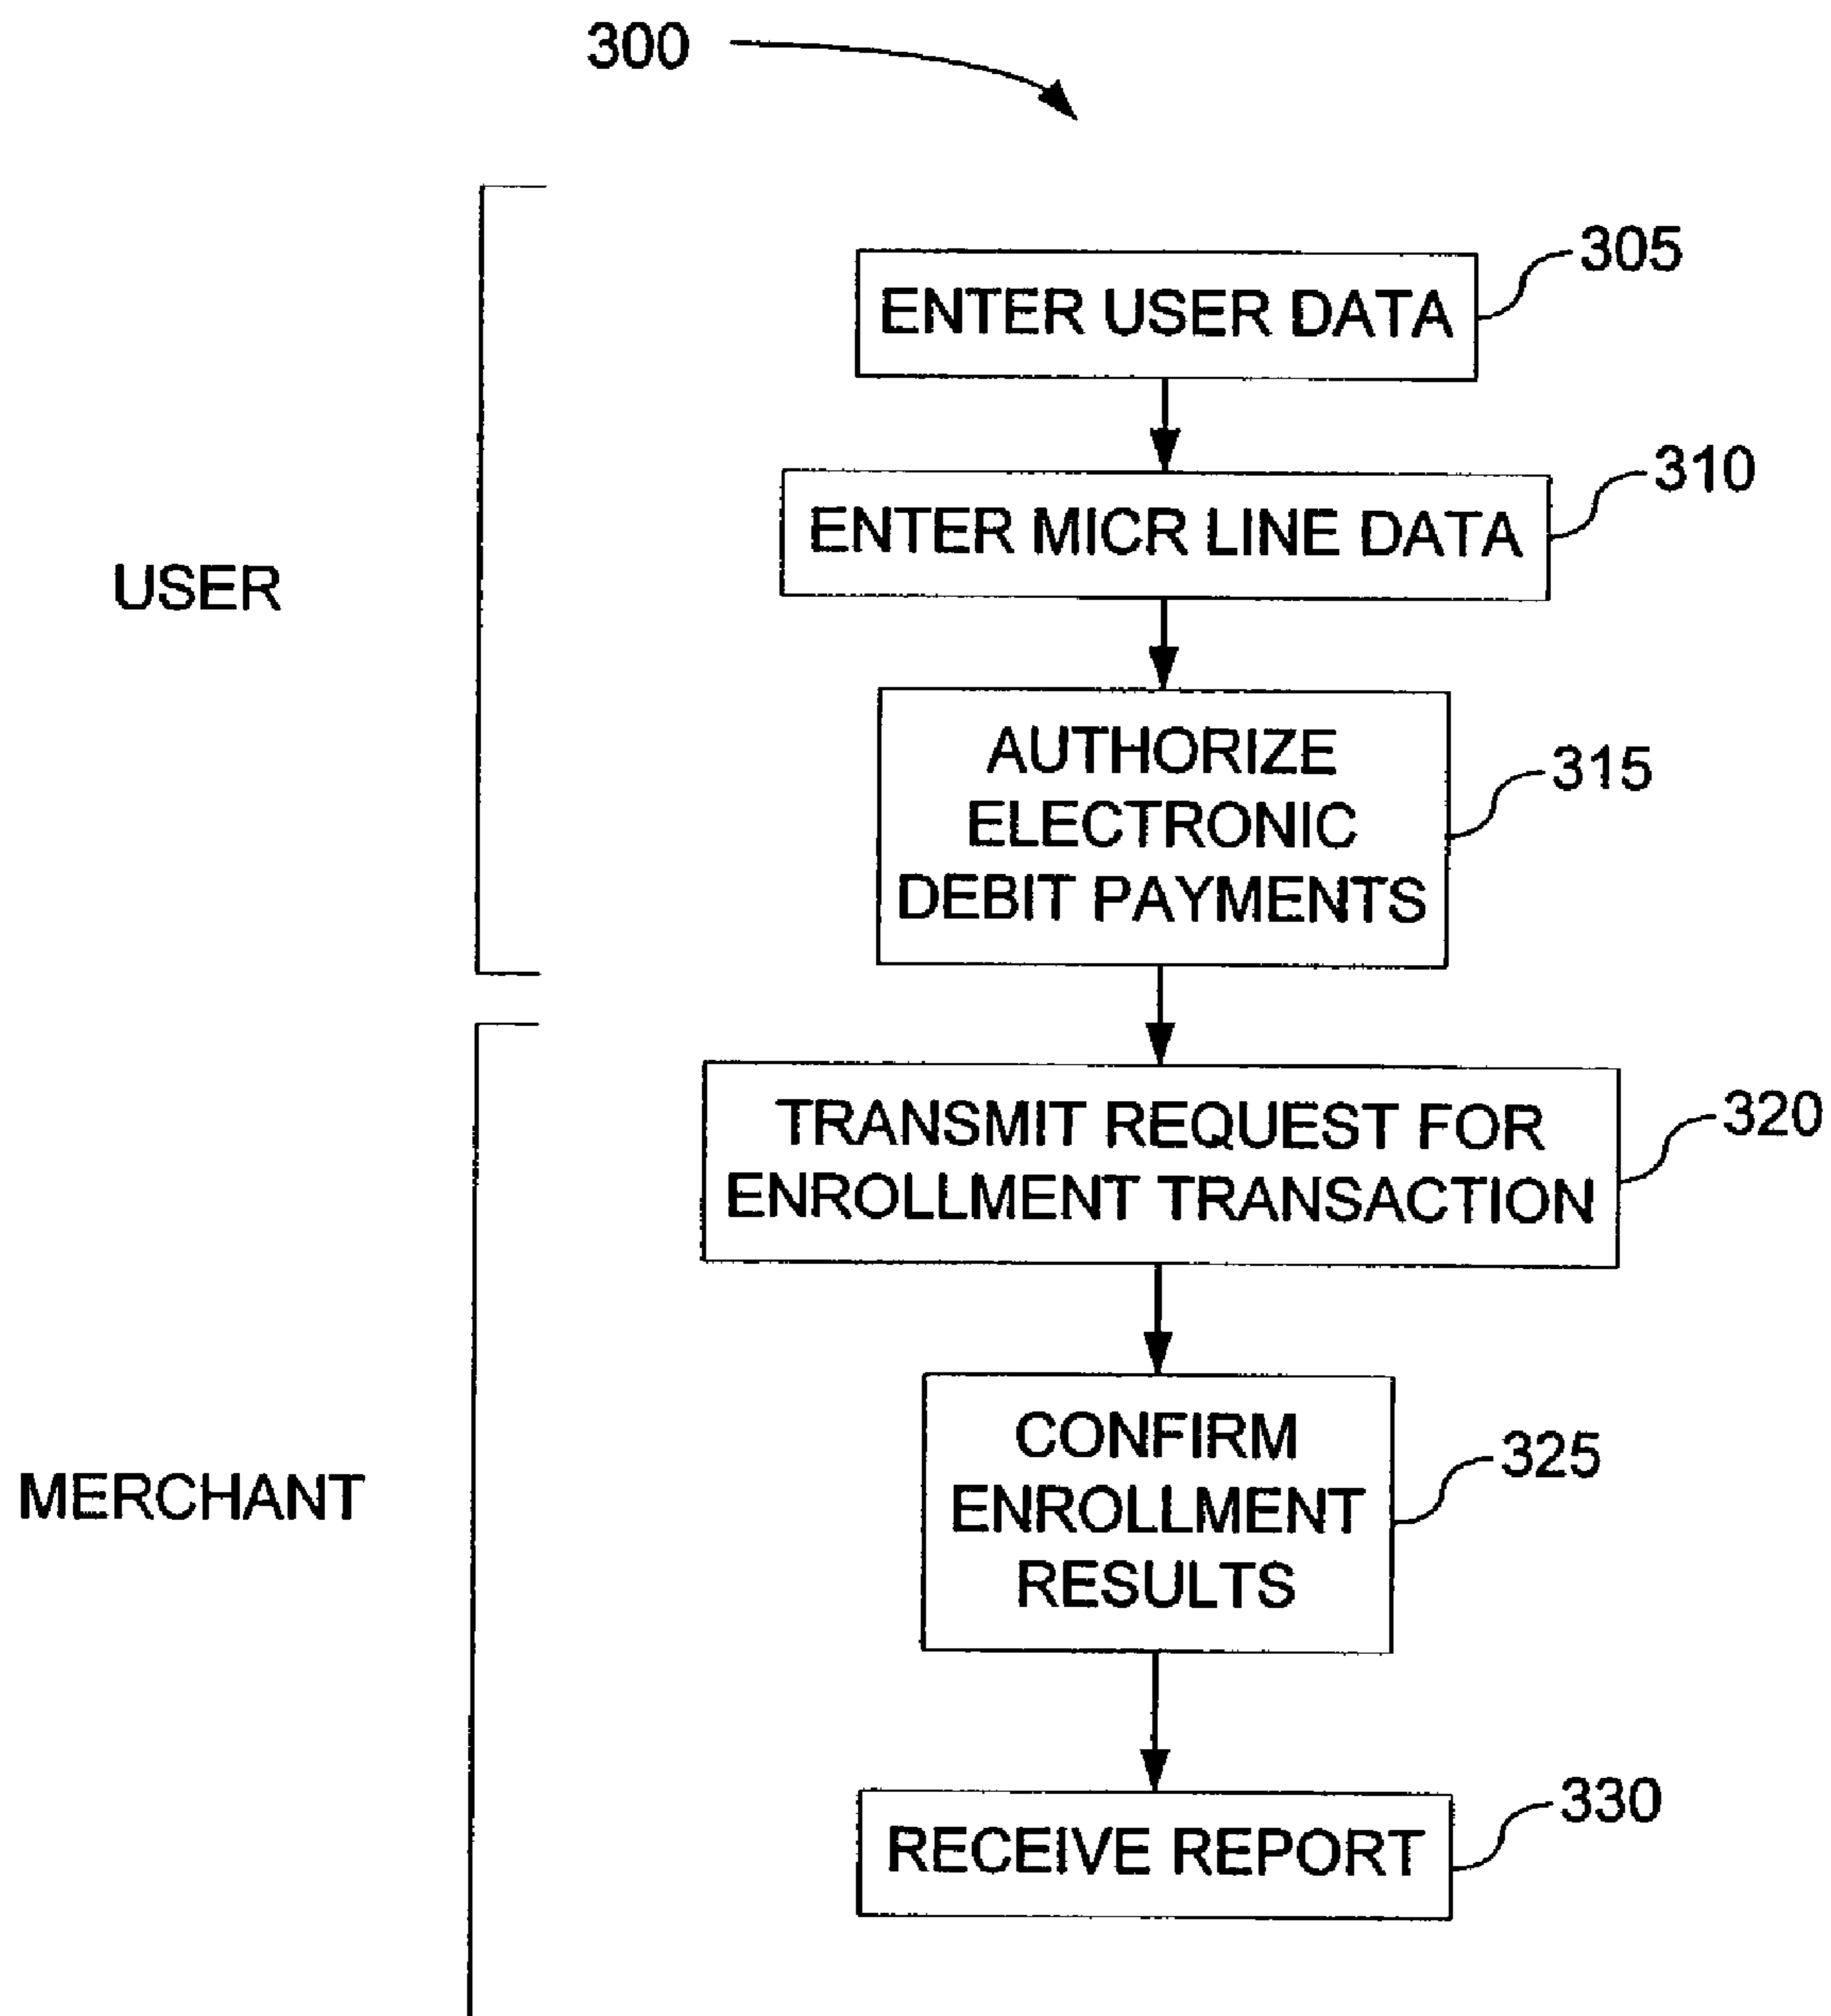 300
305
ENTER USER DATA
310
ENTER MICR LINE DATA
USER
315
AUTHORIZE
ELECTRONIC
DEBIT PAYMENTS
320
TRANSMIT REQUEST FOR
ENROLLMENT TRANSACTION
325
CONFIRM
ENROLLMENT
RESULTS
MERCHANT
330
RECEIVE REPORT